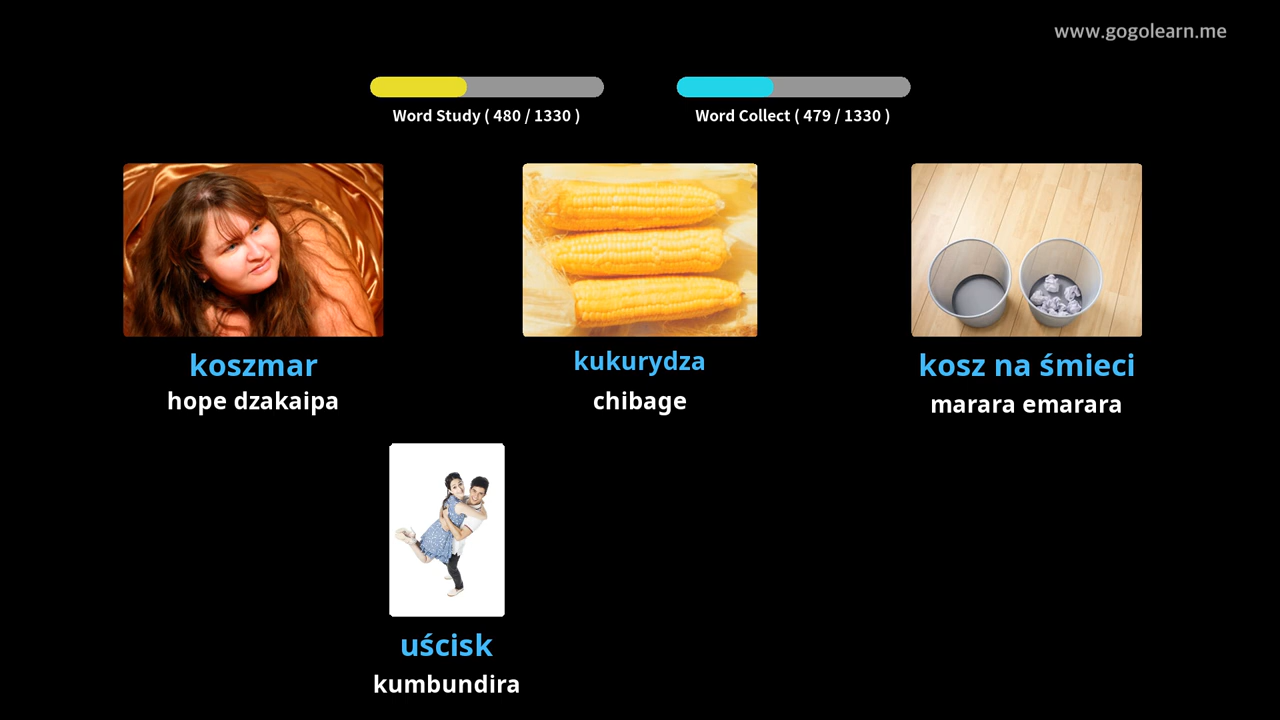 www.gogolearn.me
Word Study ( 480 / 1330 )
Word Collect ( 479 / 1330 )
koszmar
hope dzakaipa
kukurydza
chibage
kosz na śmieci
marara emarara
uścisk
kumbundira